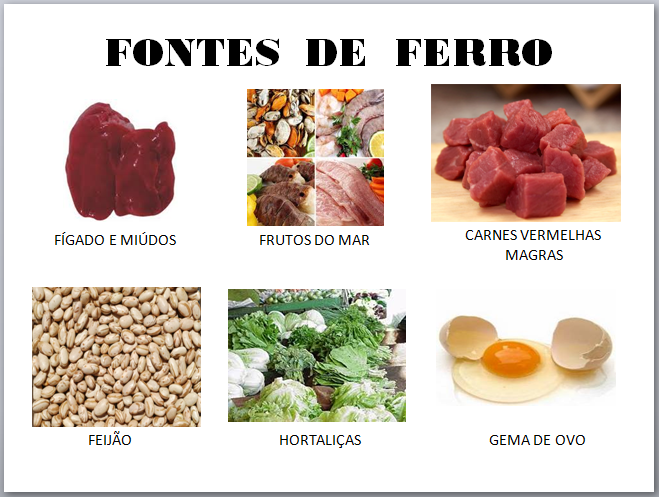 FONTES DE FERRO
FÍGADO E MIÚDOS
FRUTOS DO MAR
CARNES VERMELHAS
MAGRAS
FEIJÃO
HORTALIÇAS
GEMA DE OVO